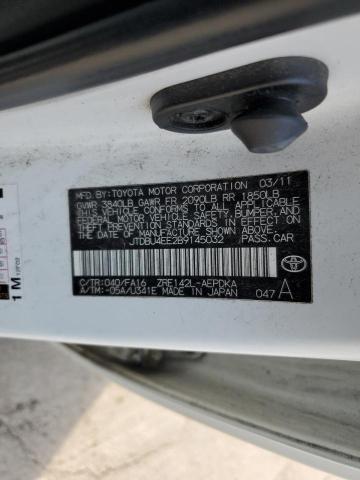 MFD. BY: TOYOTA MOTOR CORPORATION 03/11
GVWR 3840LB GAWR FR 2090LB RR 1850LB
THIS VEHICLE CONFORMS TO ALL APPLICABLE
FEDERAL MOTOR VEHICLE SAFETY, BUMPER, AND
THEFT PREVENTION STANDARDS IN EFFECT ON
THE DATE OF MANUFACTURE SHOWN ABOVE.
JTDBU4EE2B9145032 PASS.CAR
C/TR:040/FA16 ZRE142L-AEPDKA
A/TM:-05A/U341E MADE IN JAPAN 047 A
TOYOTA
1 M